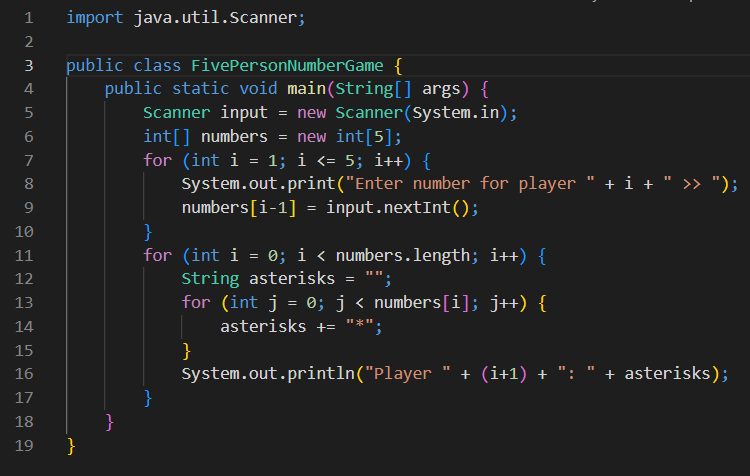 1 import java.util.Scanner;
2
3 public class FivePersonNumberGame {
4     public static void main(String[] args) {
5         Scanner input = new Scanner(System.in);
6         int[] numbers = new int[5];
7         for (int i = 1; i <= 5; i++) {
8             System.out.print("Enter number for player " + i + " >> ");
9             numbers[i-1] = input.nextInt();
10         }
11         for (int i = 0; i < numbers.length; i++) {
12             String asterisks = "";
13             for (int j = 0; j < numbers[i]; j++) {
14                 asterisks += "*";
15             }
16             System.out.println("Player " + (i+1) + ": " + asterisks);
17         }
18     }
19 }